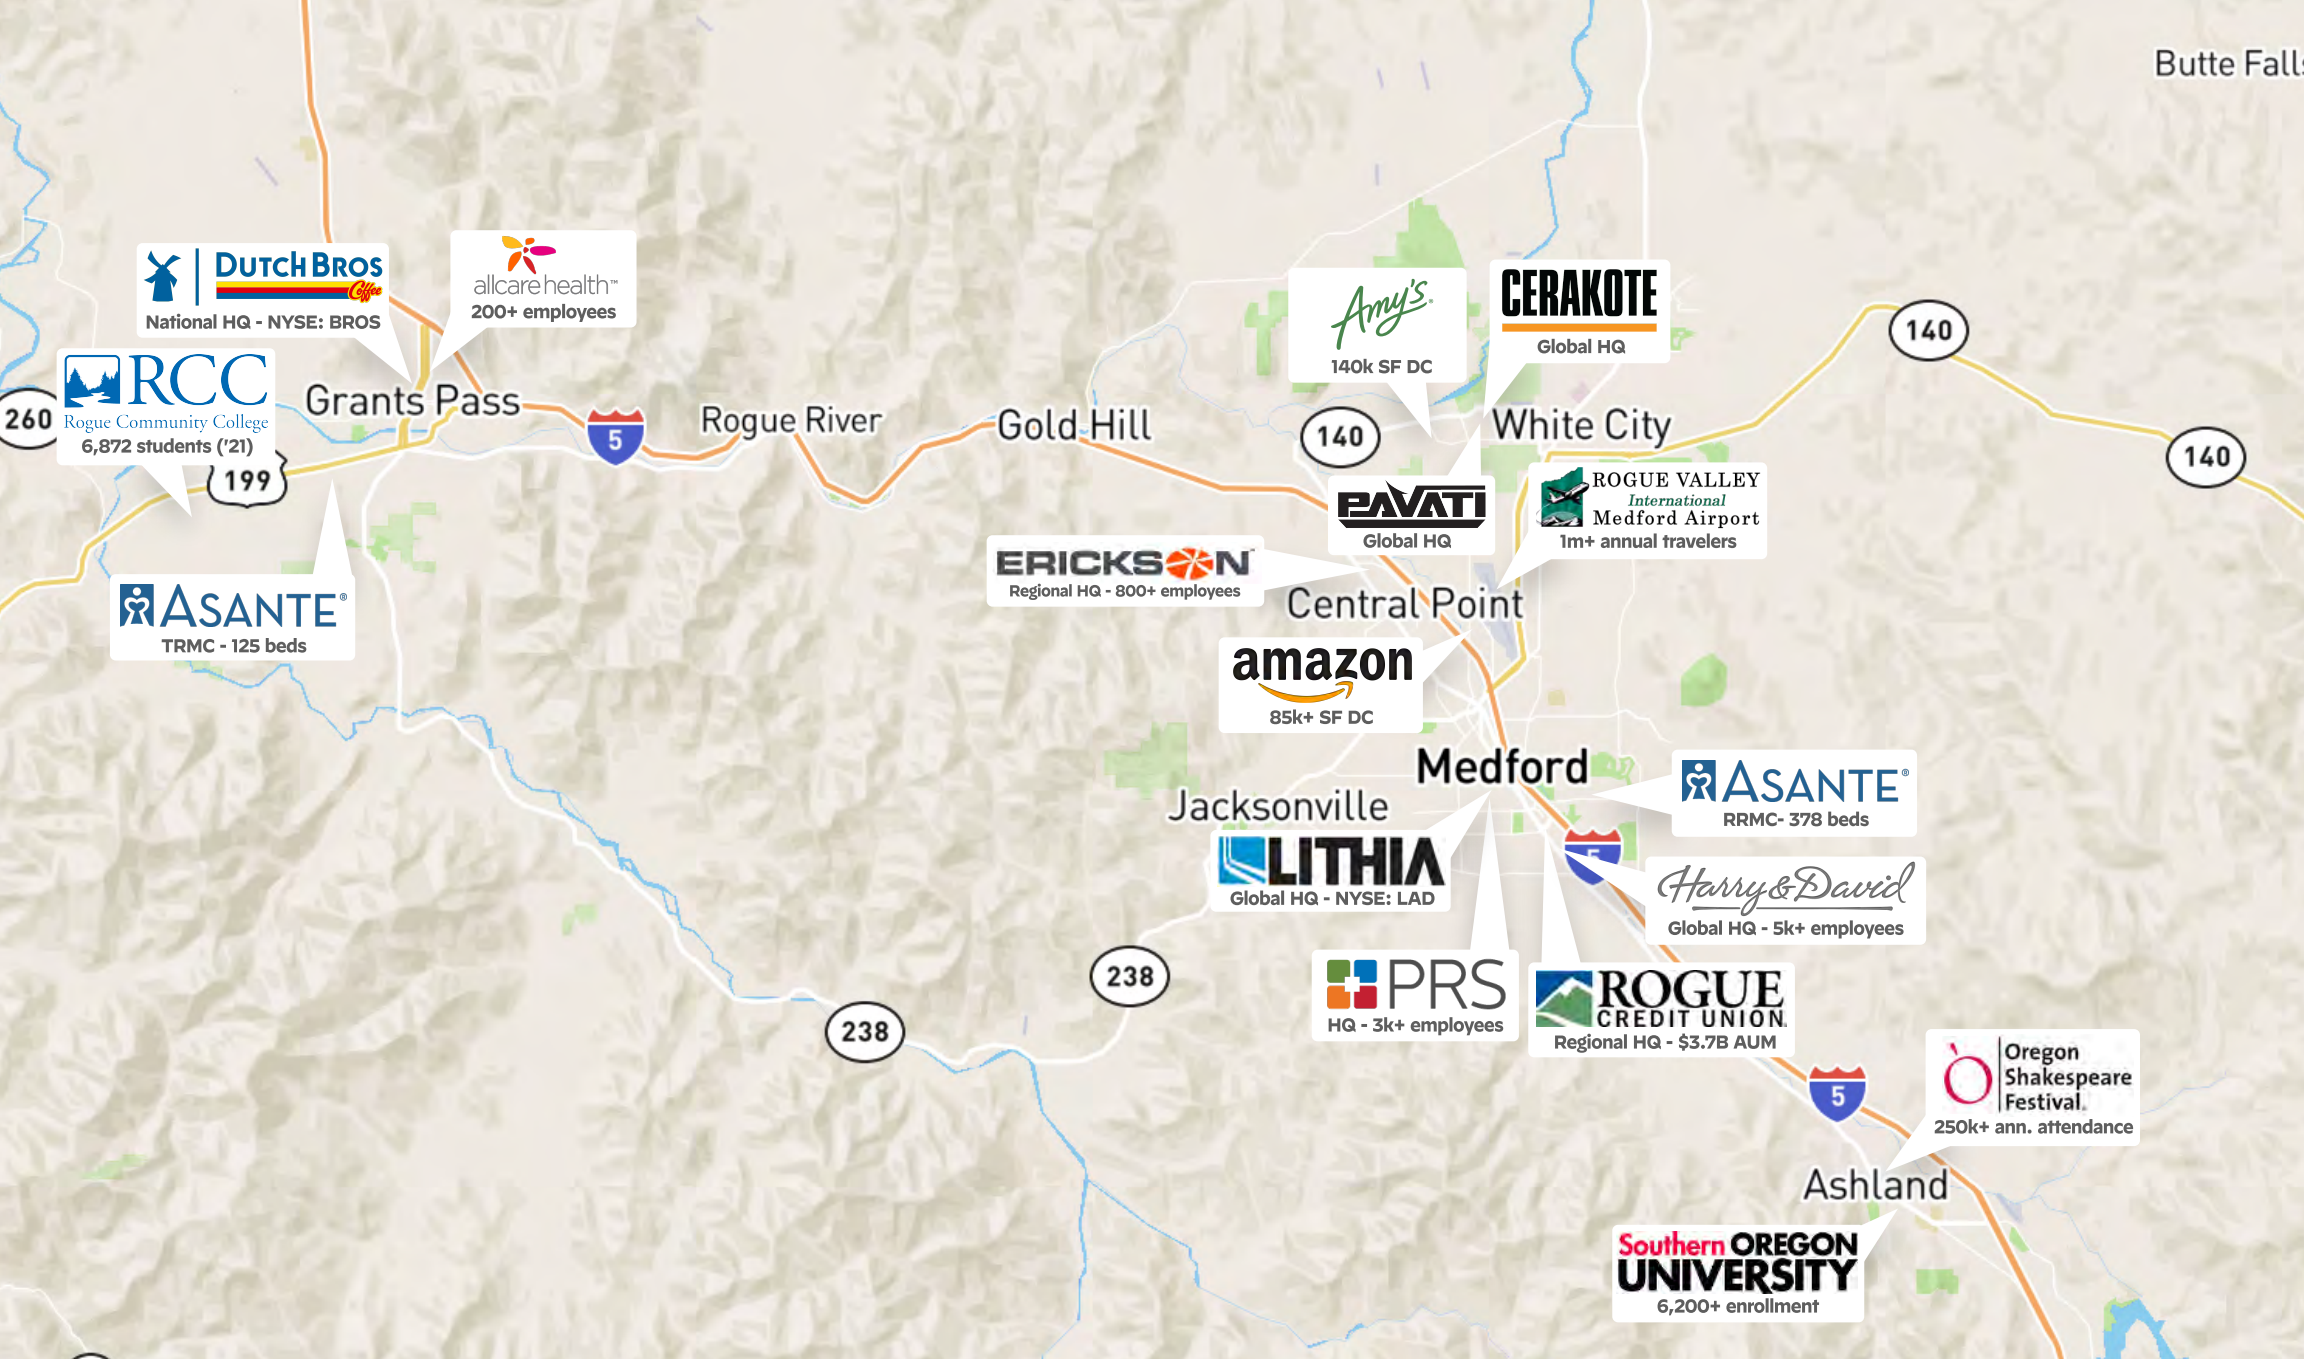 Butte Falls
DUTCH BROS
Coffee
National HQ - NYSE: BROS
allcare health™
200+ employees
RCC
Rogue Community College
6,872 students ('21)
260
199
Grants Pass
5
Rogue River
Gold Hill
ASANTE®
TRMC - 125 beds
Amy's®
140k SF DC
CERAKOTE
Global HQ
140
White City
140
140
PAVATI
Global HQ
ROGUE VALLEY
International
Medford Airport
1m+ annual travelers
ERICKSON
Regional HQ - 800+ employees
Central Point
amazon
85k+ SF DC
Medford
ASANTE®
RRMC- 378 beds
Jacksonville
LITHIA
Global HQ - NYSE: LAD
5
Harry & David
Global HQ - 5k+ employees
238
238
PRS
HQ - 3k+ employees
ROGUE
CREDIT UNION
Regional HQ - $3.7B AUM
5
Oregon
Shakespeare
Festival
250k+ ann. attendance
Ashland
Southern OREGON
UNIVERSITY
6,200+ enrollment